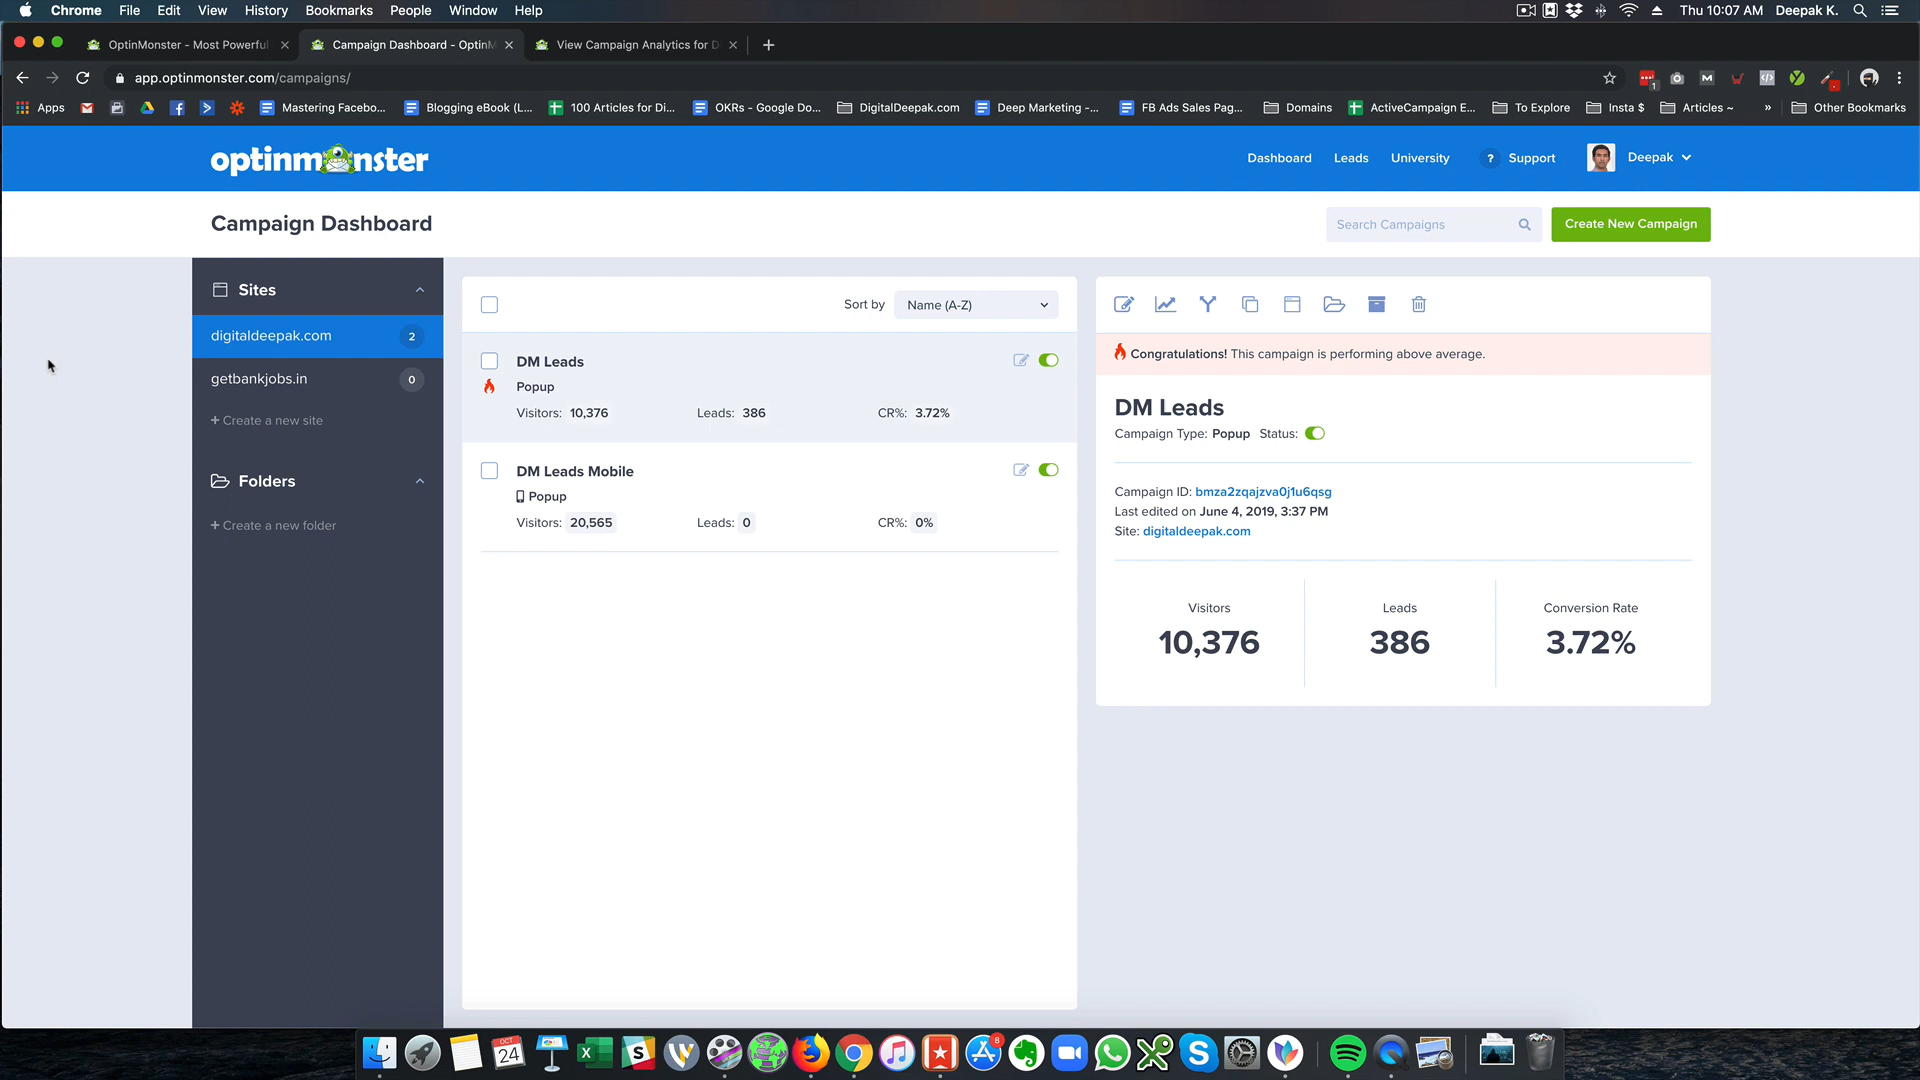 Chrome File Edit View History Bookmarks People Window Help Thu 10:07 AM Deepak K.
OptinMonster - Most Powerful Campaign Dashboard - OptinM View Campaign Analytics for D
app.optinmonster.com/campaigns/
Apps Mastering Facebo... Blogging eBook (L... 100 Articles for Di... OKRs - Google Do... DigitalDeepak.com Deep Marketing -... FB Ads Sales Pag... Domains ActiveCampaign E... To Explore Insta $ Articles ~ » Other Bookmarks
optinmonster Dashboard Leads University ? Support Deepak
Campaign Dashboard Search Campaigns Create New Campaign
Sites
digitaldeepak.com 2
getbankjobs.in 0
+ Create a new site
Folders
+ Create a new folder
Sort by Name (A-Z)
DM Leads
Popup
Visitors: 10,376 Leads: 386 CR%: 3.72%
DM Leads Mobile
Popup
Visitors: 20,565 Leads: 0 CR%: 0%
Congratulations! This campaign is performing above average.
DM Leads
Campaign Type: Popup Status:
Campaign ID: bmza2zqajzva0j1u6qsg
Last edited on June 4, 2019, 3:37 PM
Site: digitaldeepak.com
Visitors Leads Conversion Rate
10,376 386 3.72%
OCT
24
8